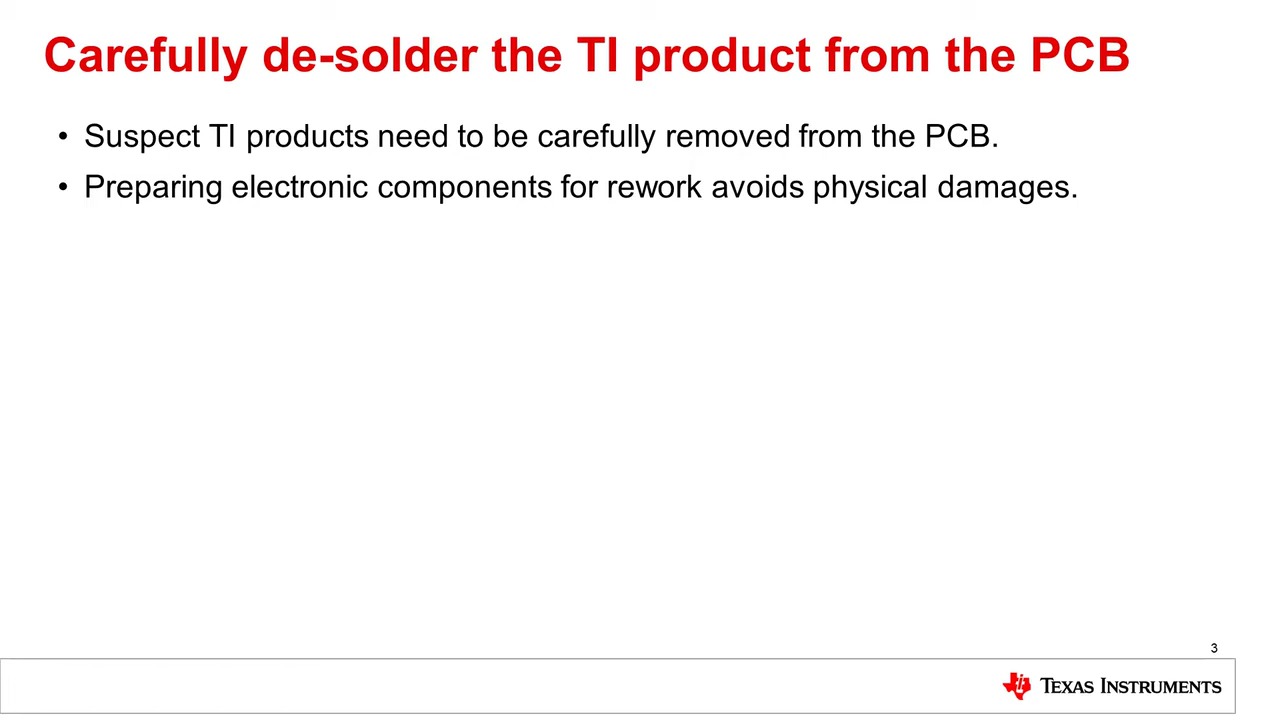 Carefully de-solder the TI product from the PCB
• Suspect TI products need to be carefully removed from the PCB.
• Preparing electronic components for rework avoids physical damages.
3
TEXAS INSTRUMENTS